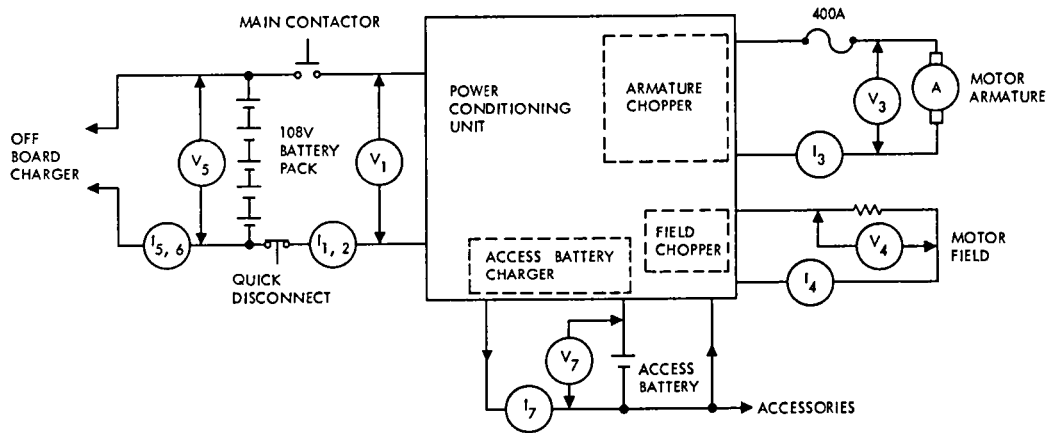 MAIN CONTACTOR
400A
POWER
CONDITIONING
UNIT
ARMATURE
CHOPPER
V3
A
MOTOR
ARMATURE
OFF
BOARD
CHARGER
V5
108V
BATTERY
PACK
V1
I3
I5, 6
I1, 2
QUICK
DISCONNECT
ACCESS BATTERY
CHARGER
FIELD
CHOPPER
V4
I4
MOTOR
FIELD
V7
ACCESS
BATTERY
I7
ACCESSORIES